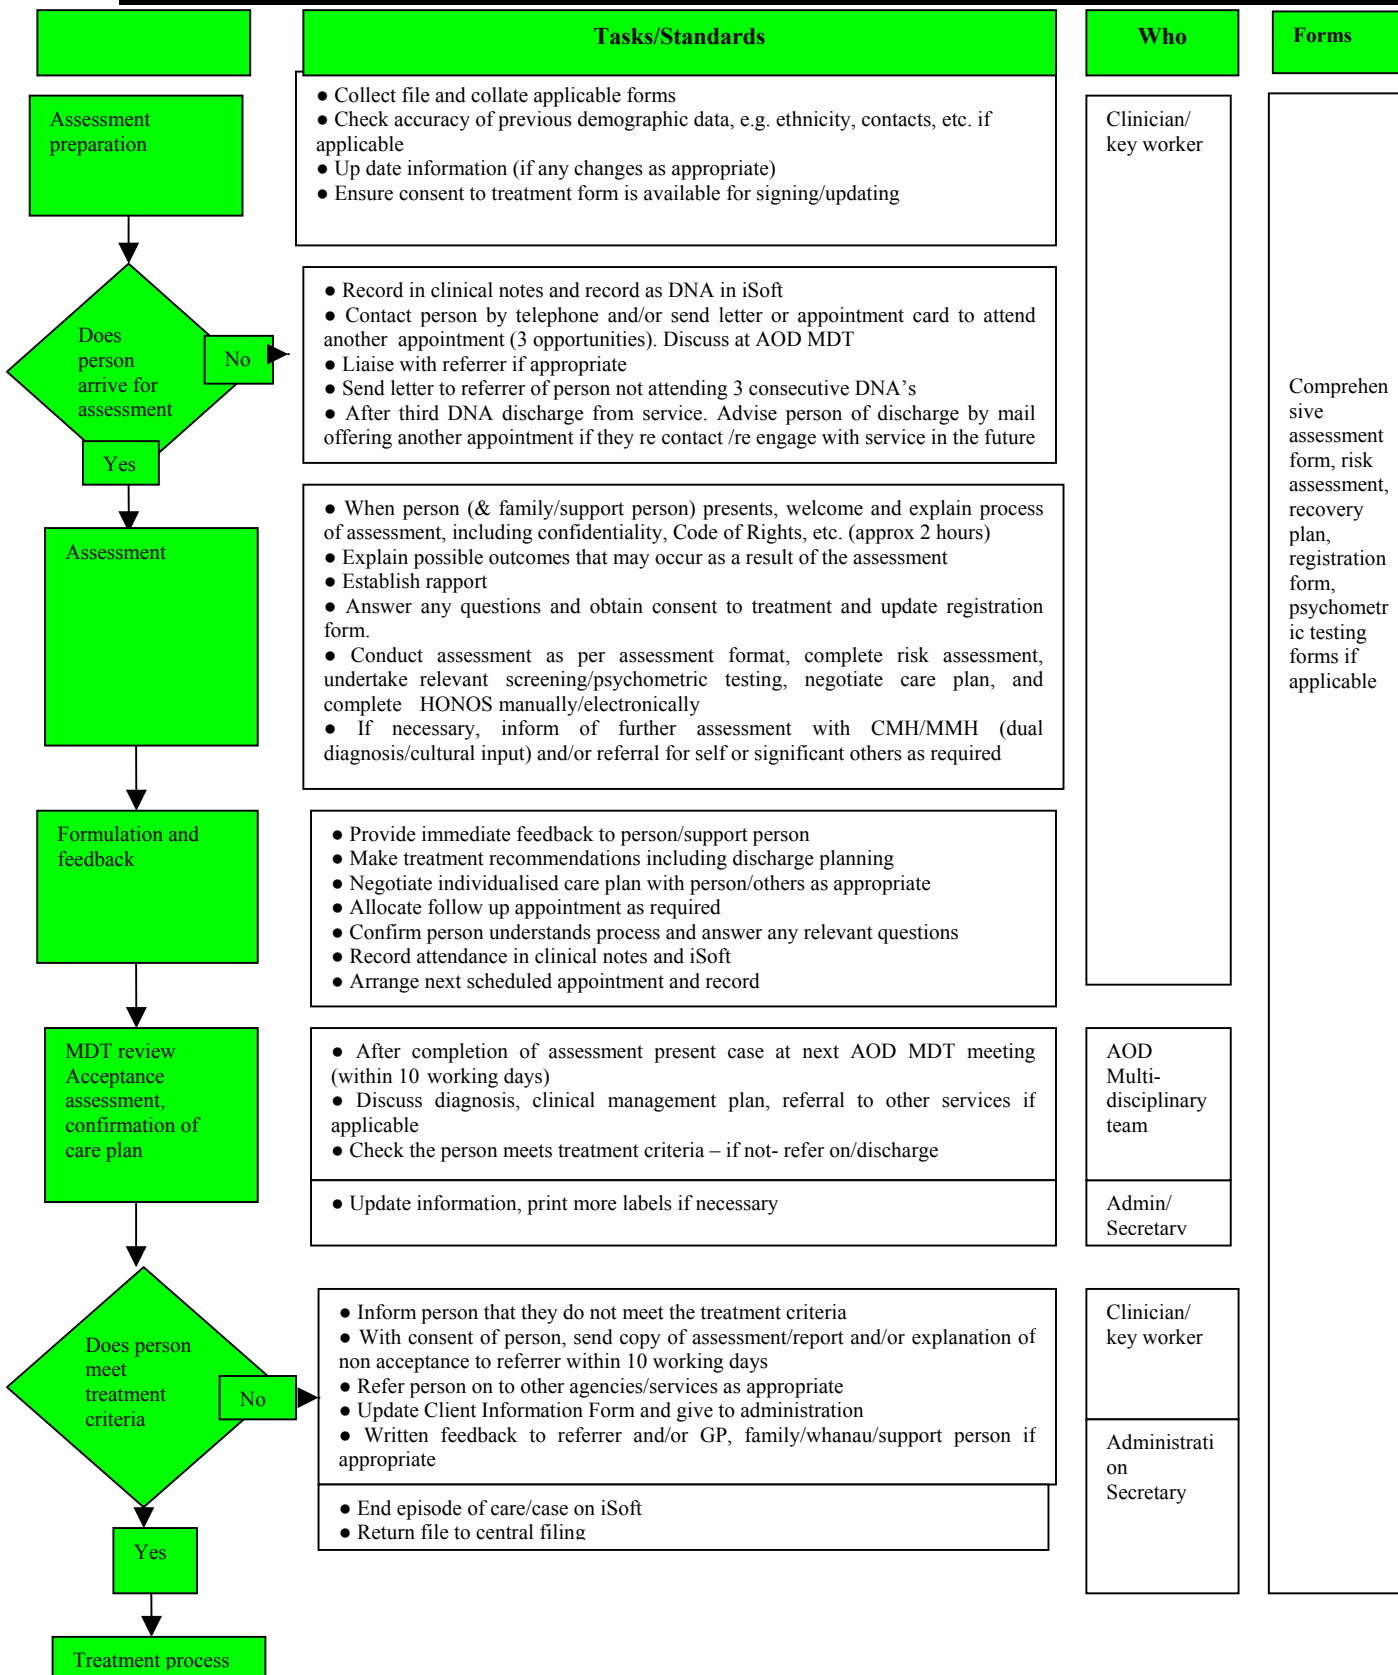 Tasks/Standards
Who
Forms
Assessment
preparation
● Collect file and collate applicable forms
● Check accuracy of previous demographic data, e.g. ethnicity, contacts, etc. if
applicable
● Up date information (if any changes as appropriate)
● Ensure consent to treatment form is available for signing/updating
Clinician/
key worker
Does
person
arrive for
assessment
No
Yes
● Record in clinical notes and record as DNA in iSoft
● Contact person by telephone and/or send letter or appointment card to attend
another appointment (3 opportunities). Discuss at AOD MDT
● Liaise with referrer if appropriate
● Send letter to referrer of person not attending 3 consecutive DNA's
● After third DNA discharge from service. Advise person of discharge by mail
offering another appointment if they re contact /re engage with service in the future
Comprehen
sive
assessment
form, risk
assessment,
recovery
plan,
registration
form,
psychometr
ic testing
forms if
applicable
Assessment
● When person (& family/support person) presents, welcome and explain process
of assessment, including confidentiality, Code of Rights, etc. (approx 2 hours)
● Explain possible outcomes that may occur as a result of the assessment
● Establish rapport
● Answer any questions and obtain consent to treatment and update registration
form.
● Conduct assessment as per assessment format, complete risk assessment,
undertake relevant screening/psychometric testing, negotiate care plan, and
complete HONOS manually/electronically
● If necessary, inform of further assessment with CMH/MMH (dual
diagnosis/cultural input) and/or referral for self or significant others as required
Formulation and
feedback
● Provide immediate feedback to person/support person
● Make treatment recommendations including discharge planning
● Negotiate individualised care plan with person/others as appropriate
● Allocate follow up appointment as required
● Confirm person understands process and answer any relevant questions
● Record attendance in clinical notes and iSoft
● Arrange next scheduled appointment and record
MDT review
Acceptance
assessment,
confirmation of
care plan
● After completion of assessment present case at next AOD MDT meeting
(within 10 working days)
● Discuss diagnosis, clinical management plan, referral to other services if
applicable
● Check the person meets treatment criteria – if not- refer on/discharge
AOD
Multi-
disciplinary
team
● Update information, print more labels if necessary
Admin/
Secretary
Does person
meet
treatment
criteria
No
Yes
● Inform person that they do not meet the treatment criteria
● With consent of person, send copy of assessment/report and/or explanation of
non acceptance to referrer within 10 working days
● Refer person on to other agencies/services as appropriate
● Update Client Information Form and give to administration
● Written feedback to referrer and/or GP, family/whanau/support person if
appropriate
Clinician/
key worker
● End episode of care/case on iSoft
● Return file to central filing
Administrati
on
Secretary
Treatment process